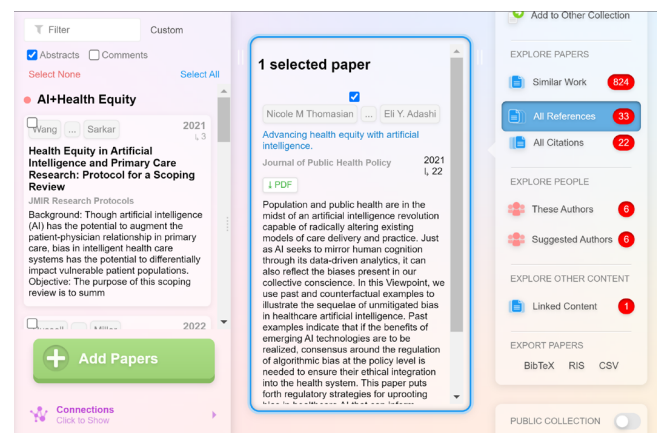 Filter
Custom
Abstracts
Comments
Select None
Select All
AI+Health Equity
Wang
...
Sarkar
2021
3
Health Equity in Artificial
Intelligence and Primary Care
Research: Protocol for a Scoping
Review
JMIR Research Protocols
Background: Though artificial intelligence
(AI) has the potential to augment the
patient-physician relationship in primary
care, bias in intelligent health care
systems has the potential to differentially
impact vulnerable patient populations.
Objective: The purpose of this scoping
review is to summ
2022
Add Papers
Connections
Click to Show
1 selected paper
Nicole M Thomasian
...
Eli Y. Adashi
Advancing health equity with artificial
intelligence.
Journal of Public Health Policy
2021
22
PDF
Population and public health are in the
midst of an artificial intelligence revolution
capable of radically altering existing
models of care delivery and practice. Just
as AI seeks to mirror human cognition
through its data-driven analytics, it can
also reflect the biases present in our
collective conscience. In this Viewpoint, we
use past and counterfactual examples to
illustrate the sequelae of unmitigated bias
in healthcare artificial intelligence. Past
examples indicate that if the benefits of
emerging AI technologies are to be
realized, consensus around the regulation
of algorithmic bias at the policy level is
needed to ensure their ethical integration
into the health system. This paper puts
forth regulatory strategies for uprooting
Add to Other Collection
EXPLORE PAPERS
Similar Work 824
All References 33
All Citations 22
EXPLORE PEOPLE
These Authors 6
Suggested Authors 6
EXPLORE OTHER CONTENT
Linked Content 1
EXPORT PAPERS
BibTeX RIS CSV
PUBLIC COLLECTION